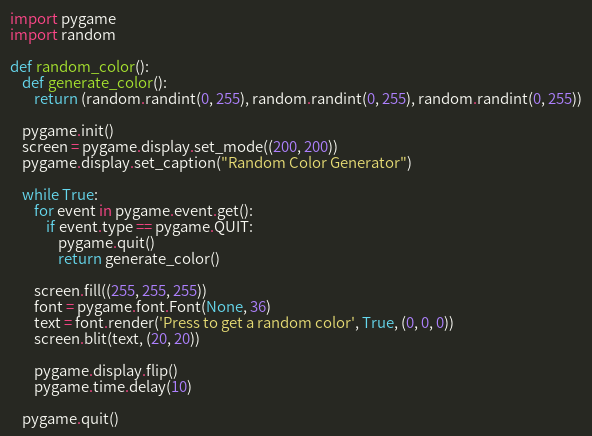 import pygame
import random
def random_color():
def generate_color():
return (random.randint(0, 255), random.randint(0, 255), random.randint(0, 255))
pygame.init()
screen = pygame.display.set_mode((200, 200))
pygame.display.set_caption("Random Color Generator")
while True:
for event in pygame.event.get():
if event.type == pygame.QUIT:
pygame.quit()
return generate_color()
screen.fill((255, 255, 255))
font = pygame.font.Font(None, 36)
text = font.render('Press to get a random color', True, (0, 0, 0))
screen.blit(text, (20, 20))
pygame.display.flip()
pygame.time.delay(10)
pygame.quit()